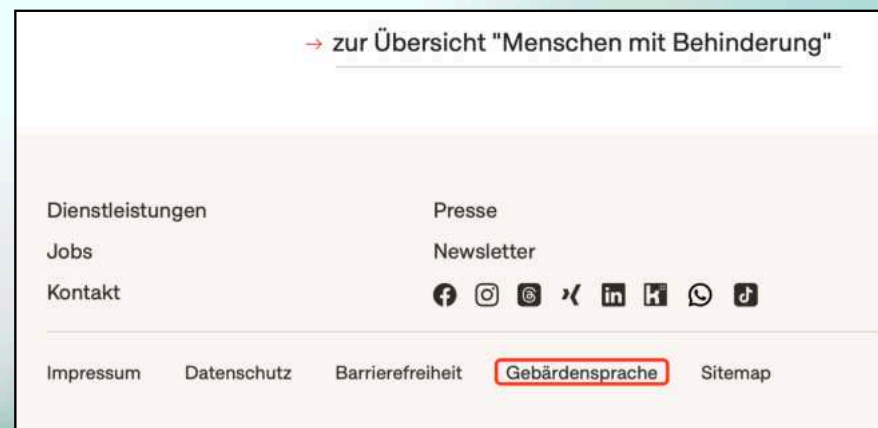 → zur Übersicht "Menschen mit Behinderung"
Dienstleistungen
Jobs
Kontakt
Presse
Newsletter
Impressum Datenschutz Barrierefreiheit Gebärdensprache Sitemap